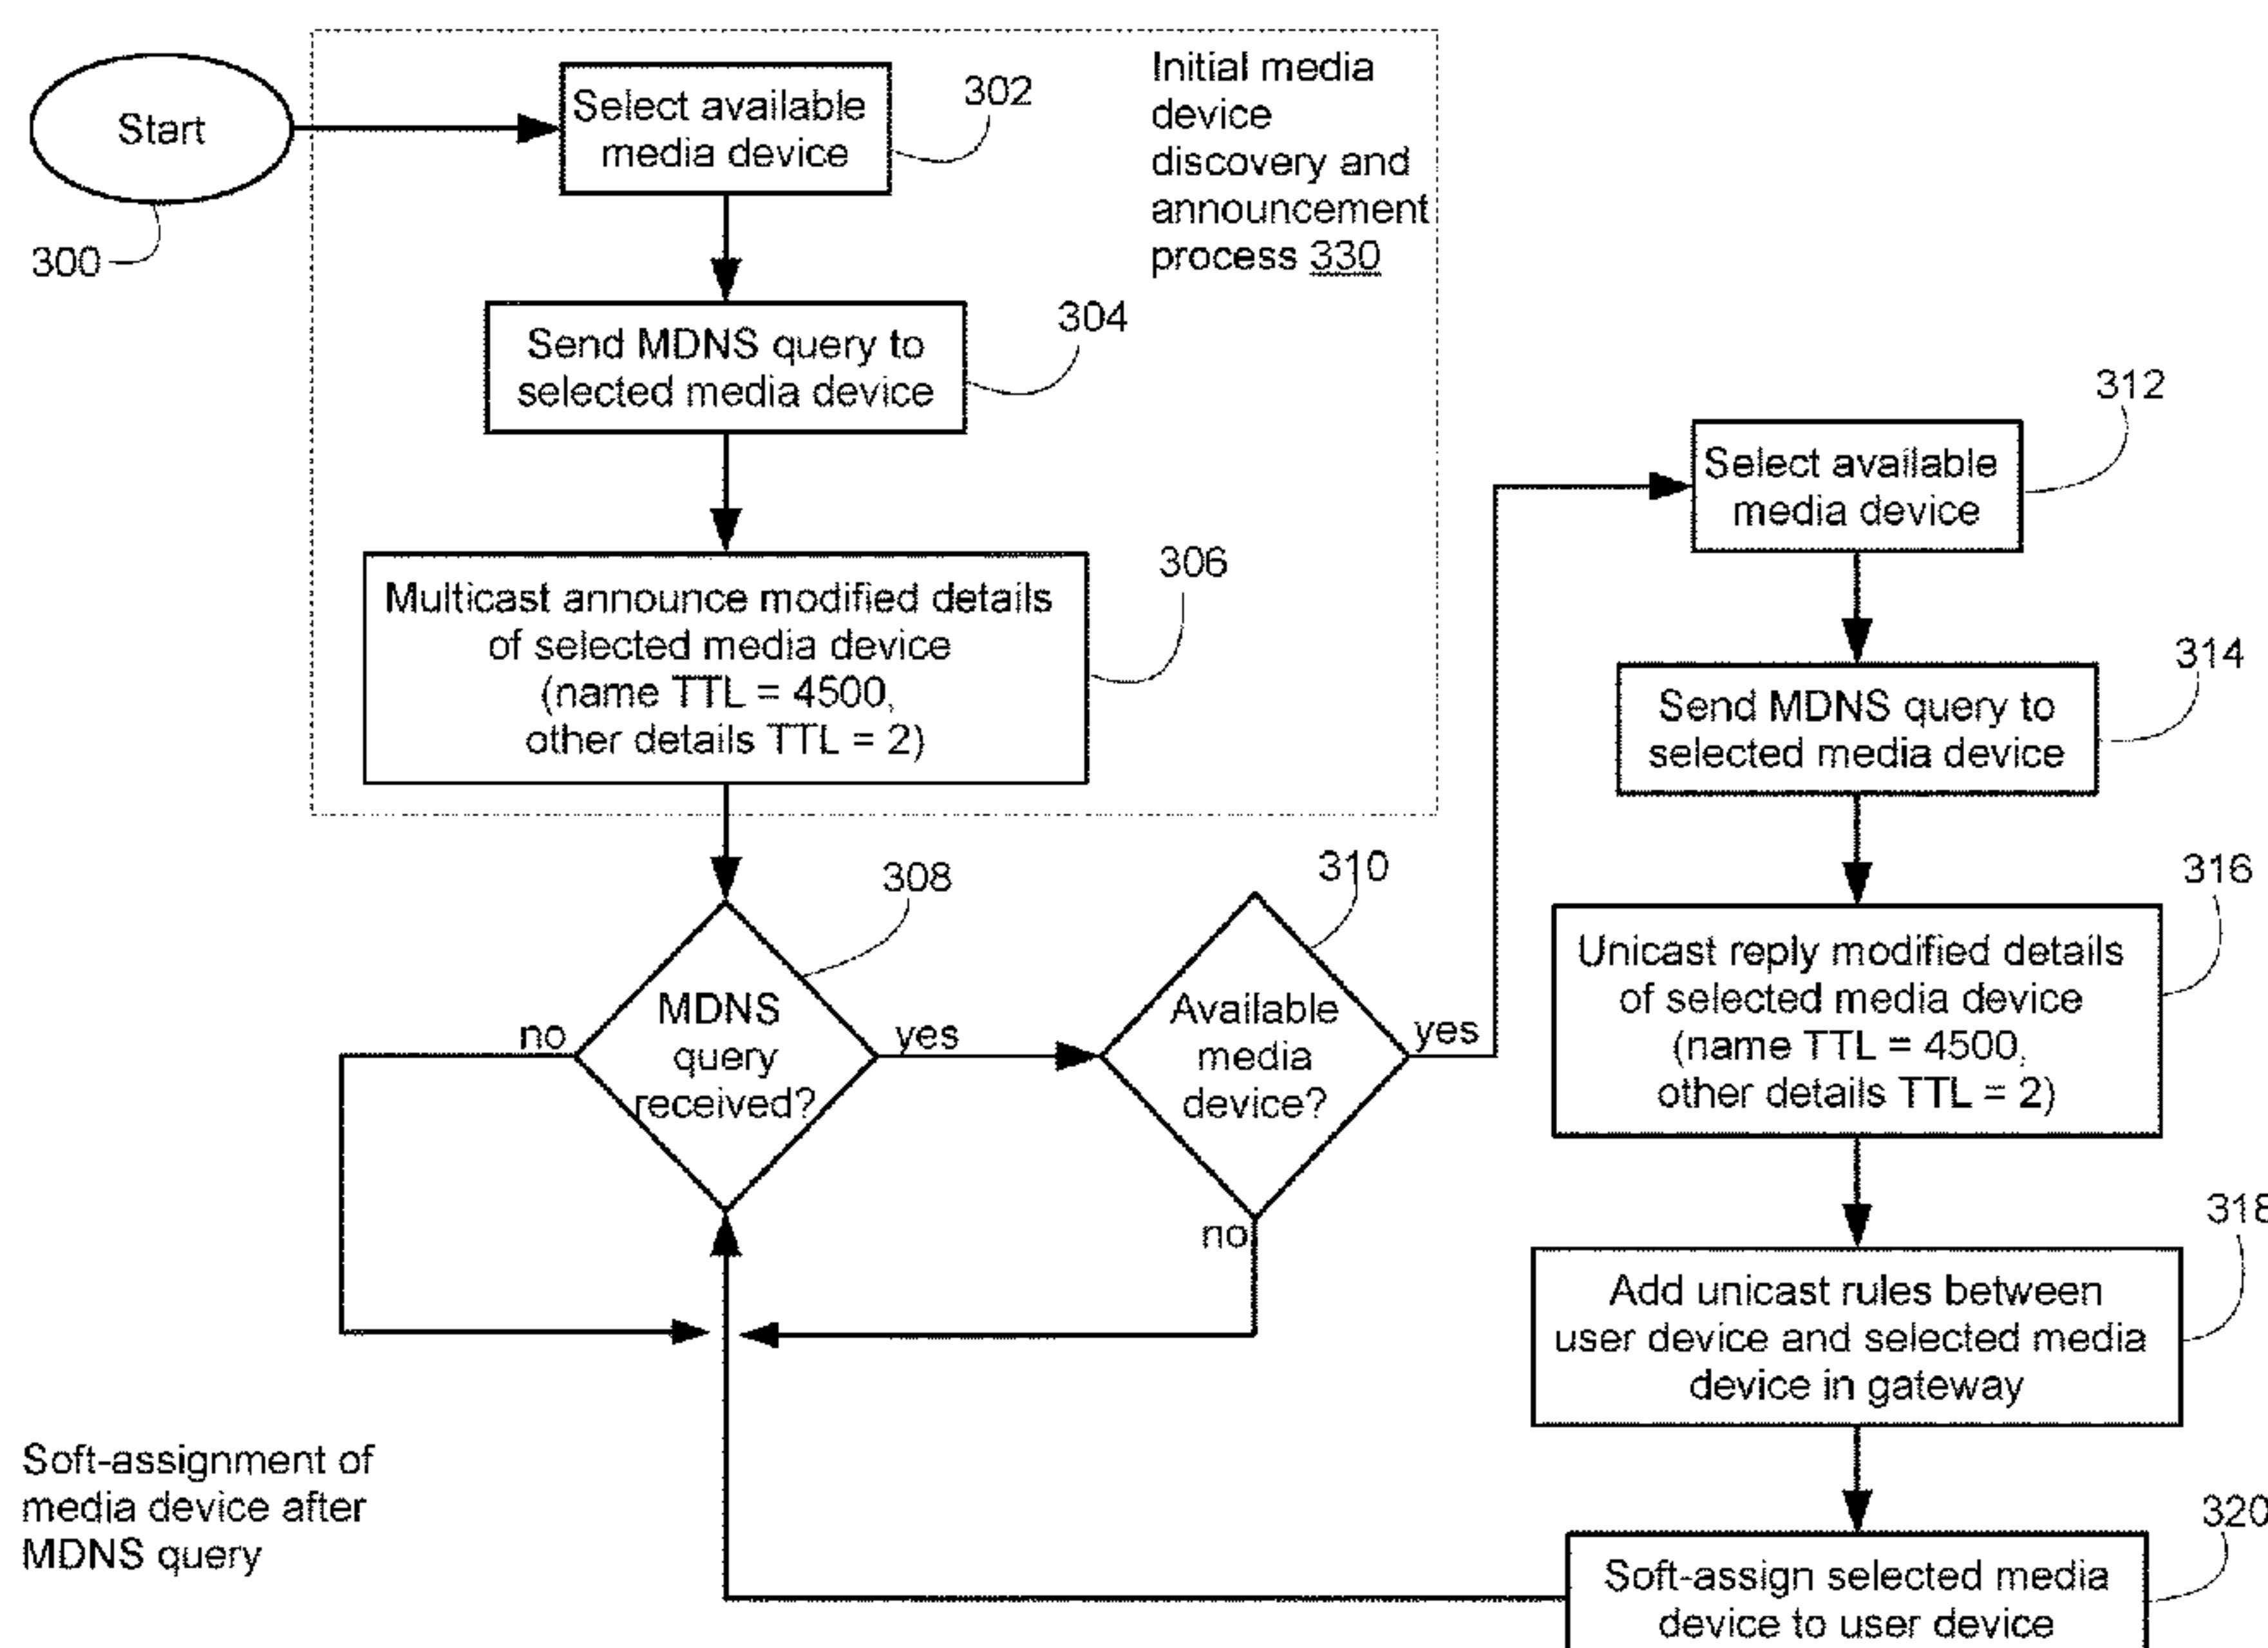 Start
300
Select available
media device
302
Initial media
device
discovery and
announcement
process 330
Send MDNS query to
selected media device
304
Multicast announce modified details
of selected media device
(name TTL = 4500,
other details TTL = 2)
306
MDNS
query
received?
308
no
yes
Available
media
device?
310
yes
no
Select available
media device
312
Send MDNS query to
selected media device
314
Unicast reply modified details
of selected media device
(name TTL = 4500,
other details TTL = 2)
316
Add unicast rules between
user device and selected media
device in gateway
318
Soft-assign selected media
device to user device
320
Soft-assignment of
media device after
MDNS query